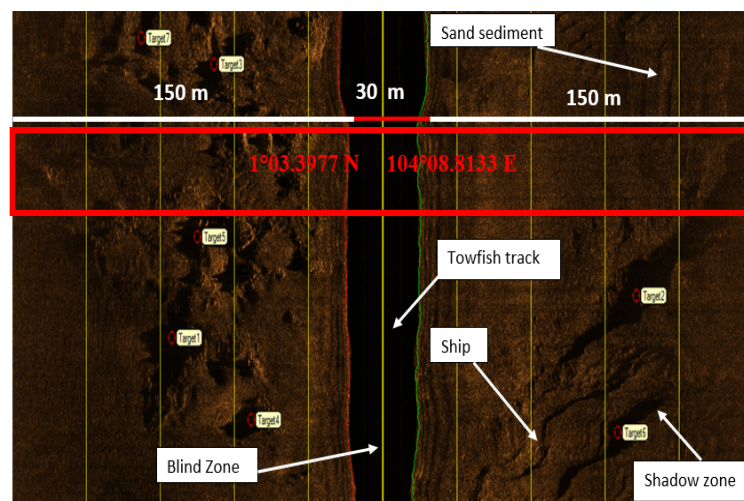 Sand sediment
Target7
Target3
150 m
30 m
150 m
1°03.3977 N 104°08.8133 E
Target5
Towfish track
Target2
Target1
Ship
Target4
Target6
Blind Zone
Shadow zone